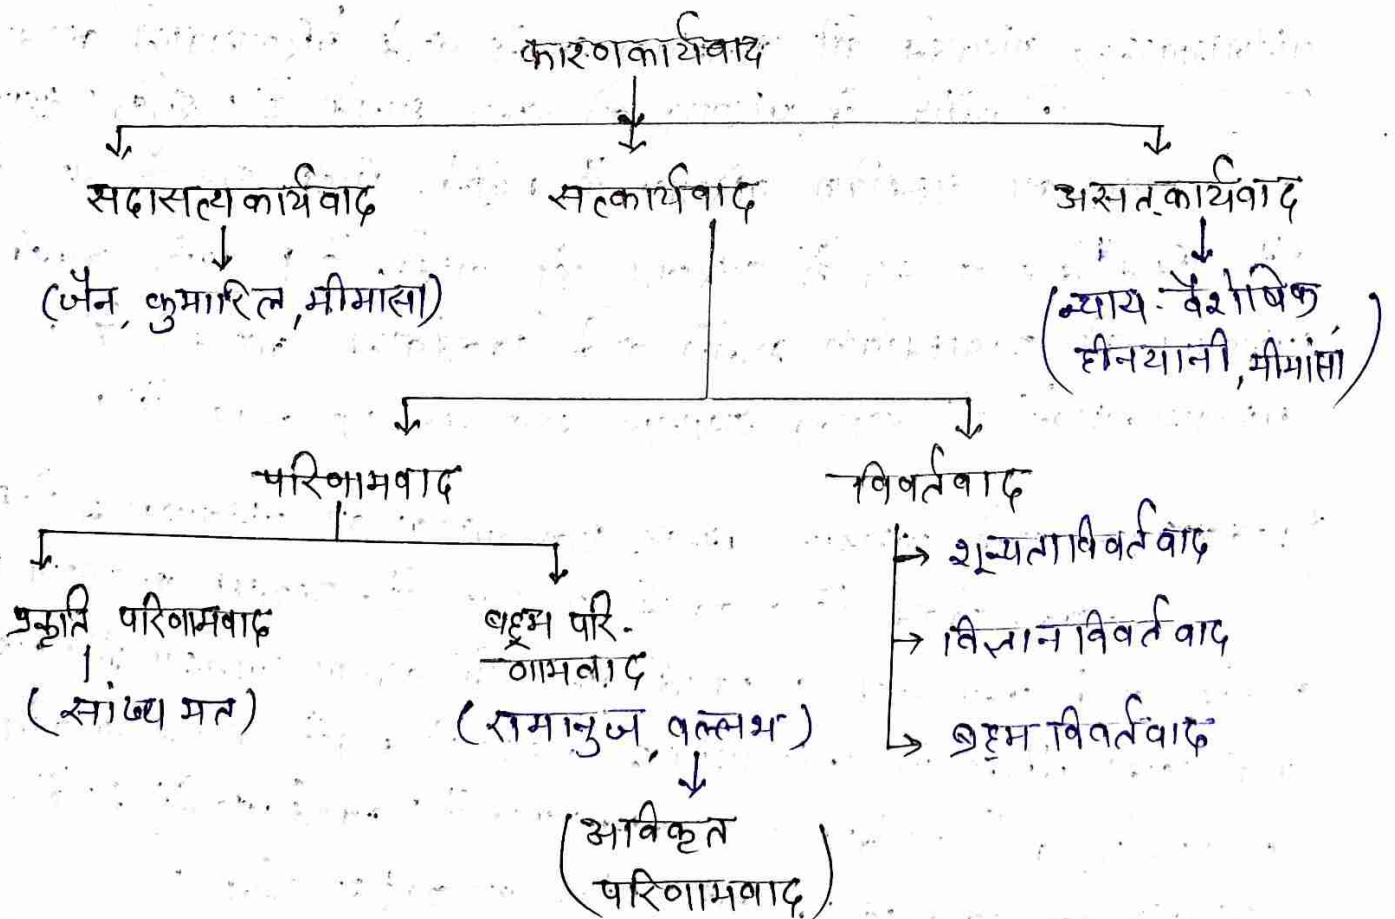 कारणकार्यवाद
सदासत्यकार्यवाद
सत्कार्यवाद
असत्.कार्यवाद
(जैन, कुमारिल, मीमांसा)
(न्याय-वैशेषिक
हीनयानी, मीमांसा)
परिणामवाद
विवर्तवाद
प्रकृति परिणामवाद
(सांख्य मत)
ब्रह्म परि-
णामवाद
(रामानुज, वल्लभ)
(अविकृत
परिणामवाद)
→ शून्यताविवर्तवाद
→ विज्ञानविवर्तवाद
→ ब्रह्म विवर्तवाद